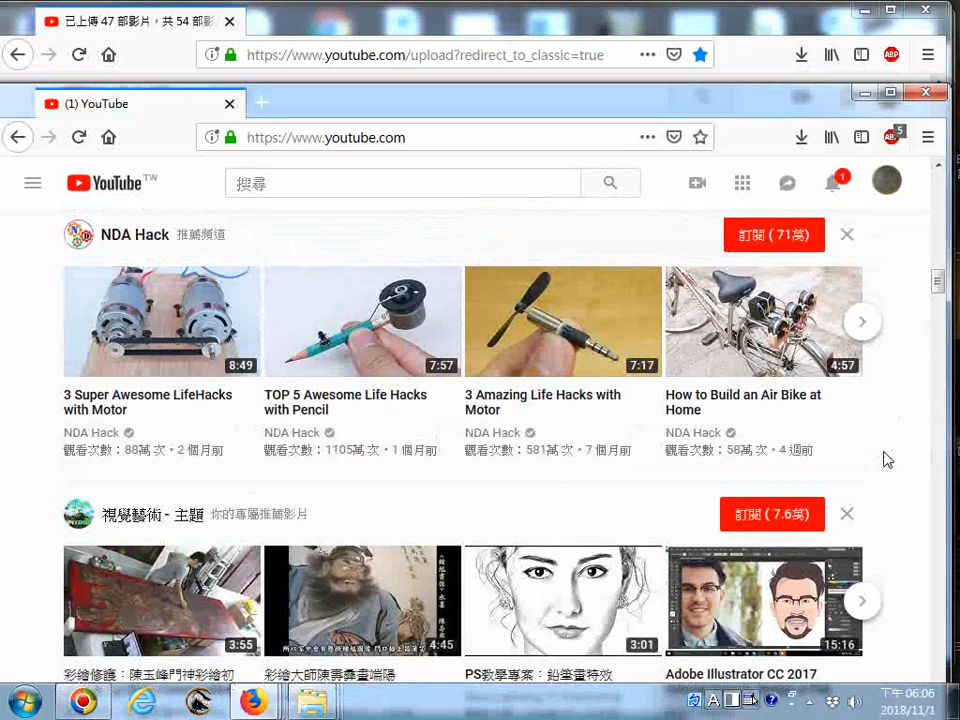 已上傳 47 部影片，共 54 部影
https://www.youtube.com/upload?redirect_to_classic=true
ABP
(1) YouTube
https://www.youtube.com
5
YouTube TW
搜尋
1
NDA Hack 推薦頻道
訂閱 ( 71萬)
8:49
7:57
7:17
4:57
3 Super Awesome LifeHacks with Motor
TOP 5 Awesome Life Hacks with Pencil
3 Amazing Life Hacks with Motor
How to Build an Air Bike at Home
NDA Hack
NDA Hack
NDA Hack
NDA Hack
觀看次數：88萬 次・2 個月前
觀看次數：1105萬 次・1 個月前
觀看次數：581萬 次・7 個月前
觀看次數：58萬 次・4 週前
視覺藝術 - 主題 你的專屬推薦影片
訂閱 ( 7.6萬)
3:55
4:45
3:01
15:16
彩繪修護：陳玉峰門神彩繪初
彩繪大師陳壽彝畫端陽
PS教學專案：鉛筆畫特效
Adobe Illustrator CC 2017
A
下午 06:06
2018/11/1